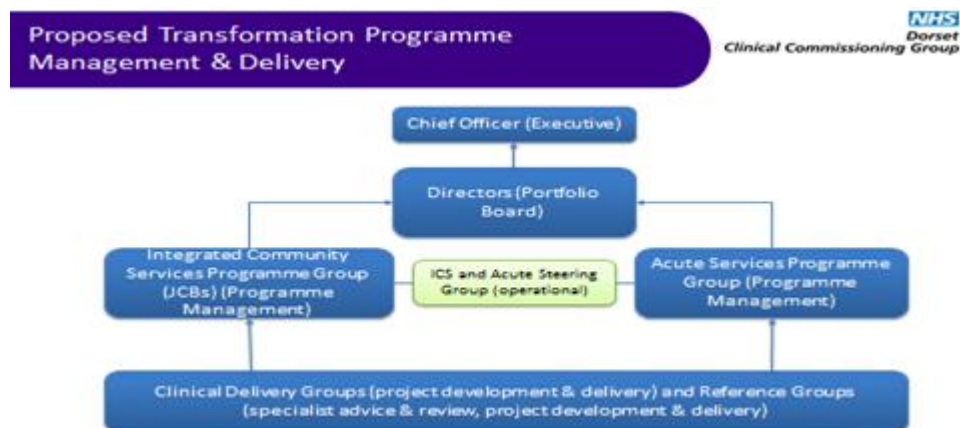 Proposed Transformation Programme
Management & Delivery
NHS
Dorset
Clinical Commissioning Group
Chief Officer (Executive)
Directors (Portfolio
Board)
Integrated Community
Services Programme Group
(JCBs) (Programme
Management)
ICS and Acute Steering
Group (operational)
Acute Services Programme
Group (Programme
Management)
Clinical Delivery Groups (project development & delivery) and Reference Groups
(specialist advice & review, project development & delivery)